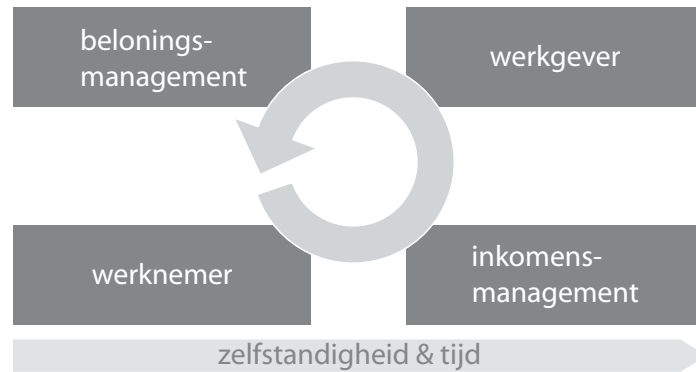 belonings-
management
werkgever
werknemer
inkomens-
management
zelfstandigheid & tijd